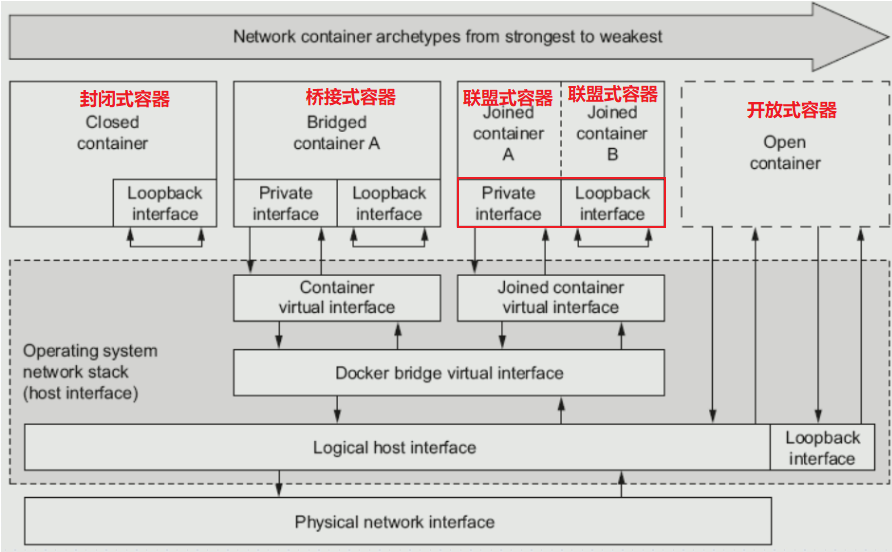 Network container archetypes from strongest to weakest
封闭式容器
Closed
container
Loopback
interface
桥接式容器
Bridged
container A
Private
interface
Loopback
interface
联盟式容器
Joined
container
A
联盟式容器
Joined
container
B
Private
interface
Loopback
interface
开放式容器
Open
container
Container
virtual interface
Joined container
virtual interface
Operating system
network stack
(host interface)
Docker bridge virtual interface
Logical host interface
Loopback
interface
Physical network interface